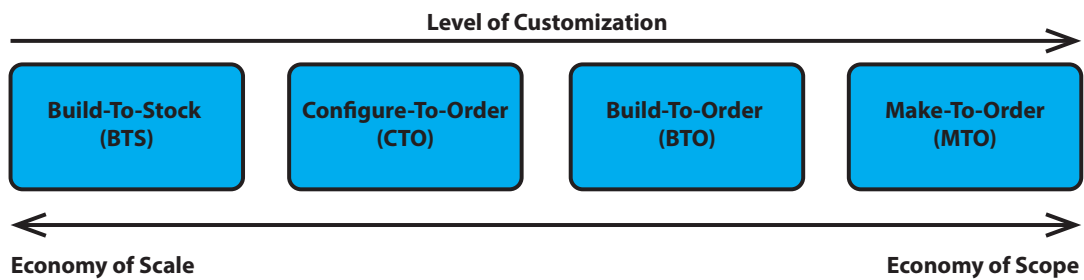 Level of Customization
Build-To-Stock
(BTS)
Configure-To-Order
(CTO)
Build-To-Order
(BTO)
Make-To-Order
(MTO)
Economy of Scale
Economy of Scope